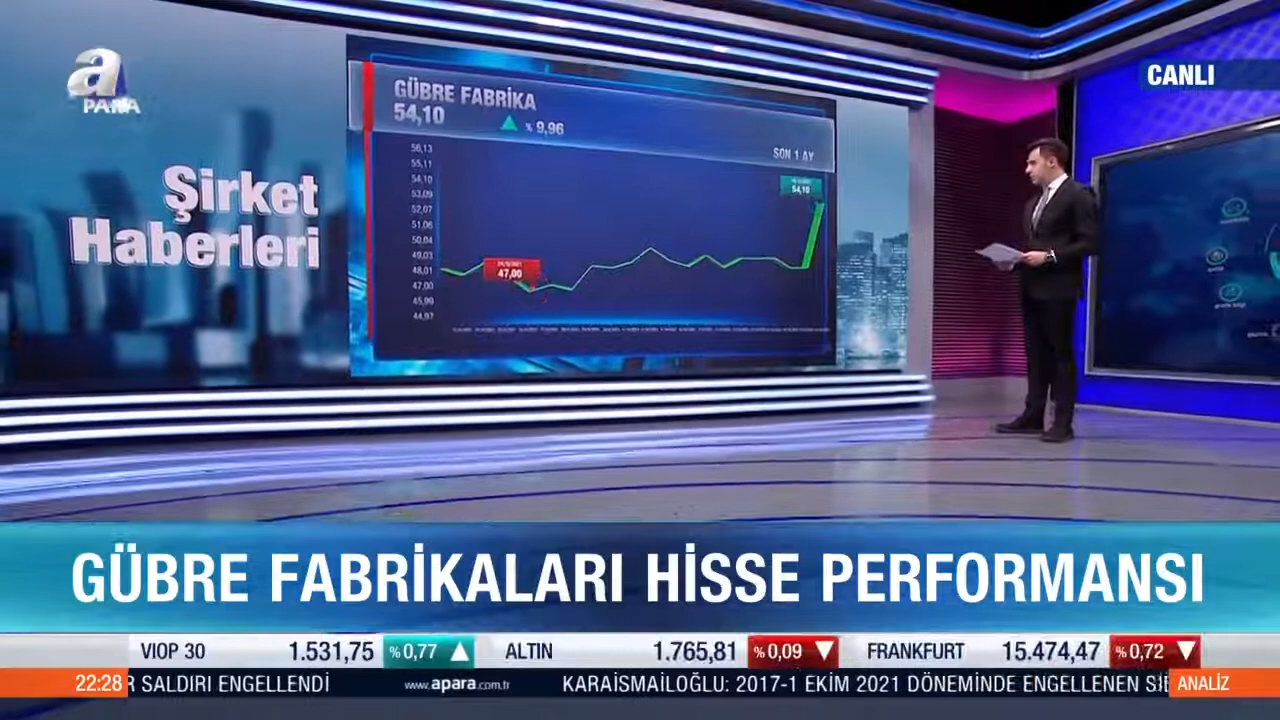 a
PARA
CANLI
Şirket
Haberleri
GÜBRE FABRİKA
54,10
▲ % 9,96
SON 1 AY
56,13
55,11
54,10
53,09
52,07
51,06
50,04
49,03
48,01
47,00
45,99
44,97
47,00
54,10
GÜBRE FABRİKALARI HİSSE PERFORMANSI
VIOP 30 1.531,75 %0,77 ▲ ALTIN 1.765,81 %0,09 ▼ FRANKFURT 15.474,47 %0,72 ▼
22:28 R SALDIRI ENGELLENDİ www.apara.com.tr KARAİSMAİLOĞLU: 2017-1 EKİM 2021 DÖNEMİNDE ENGELLENEN ANALİZ